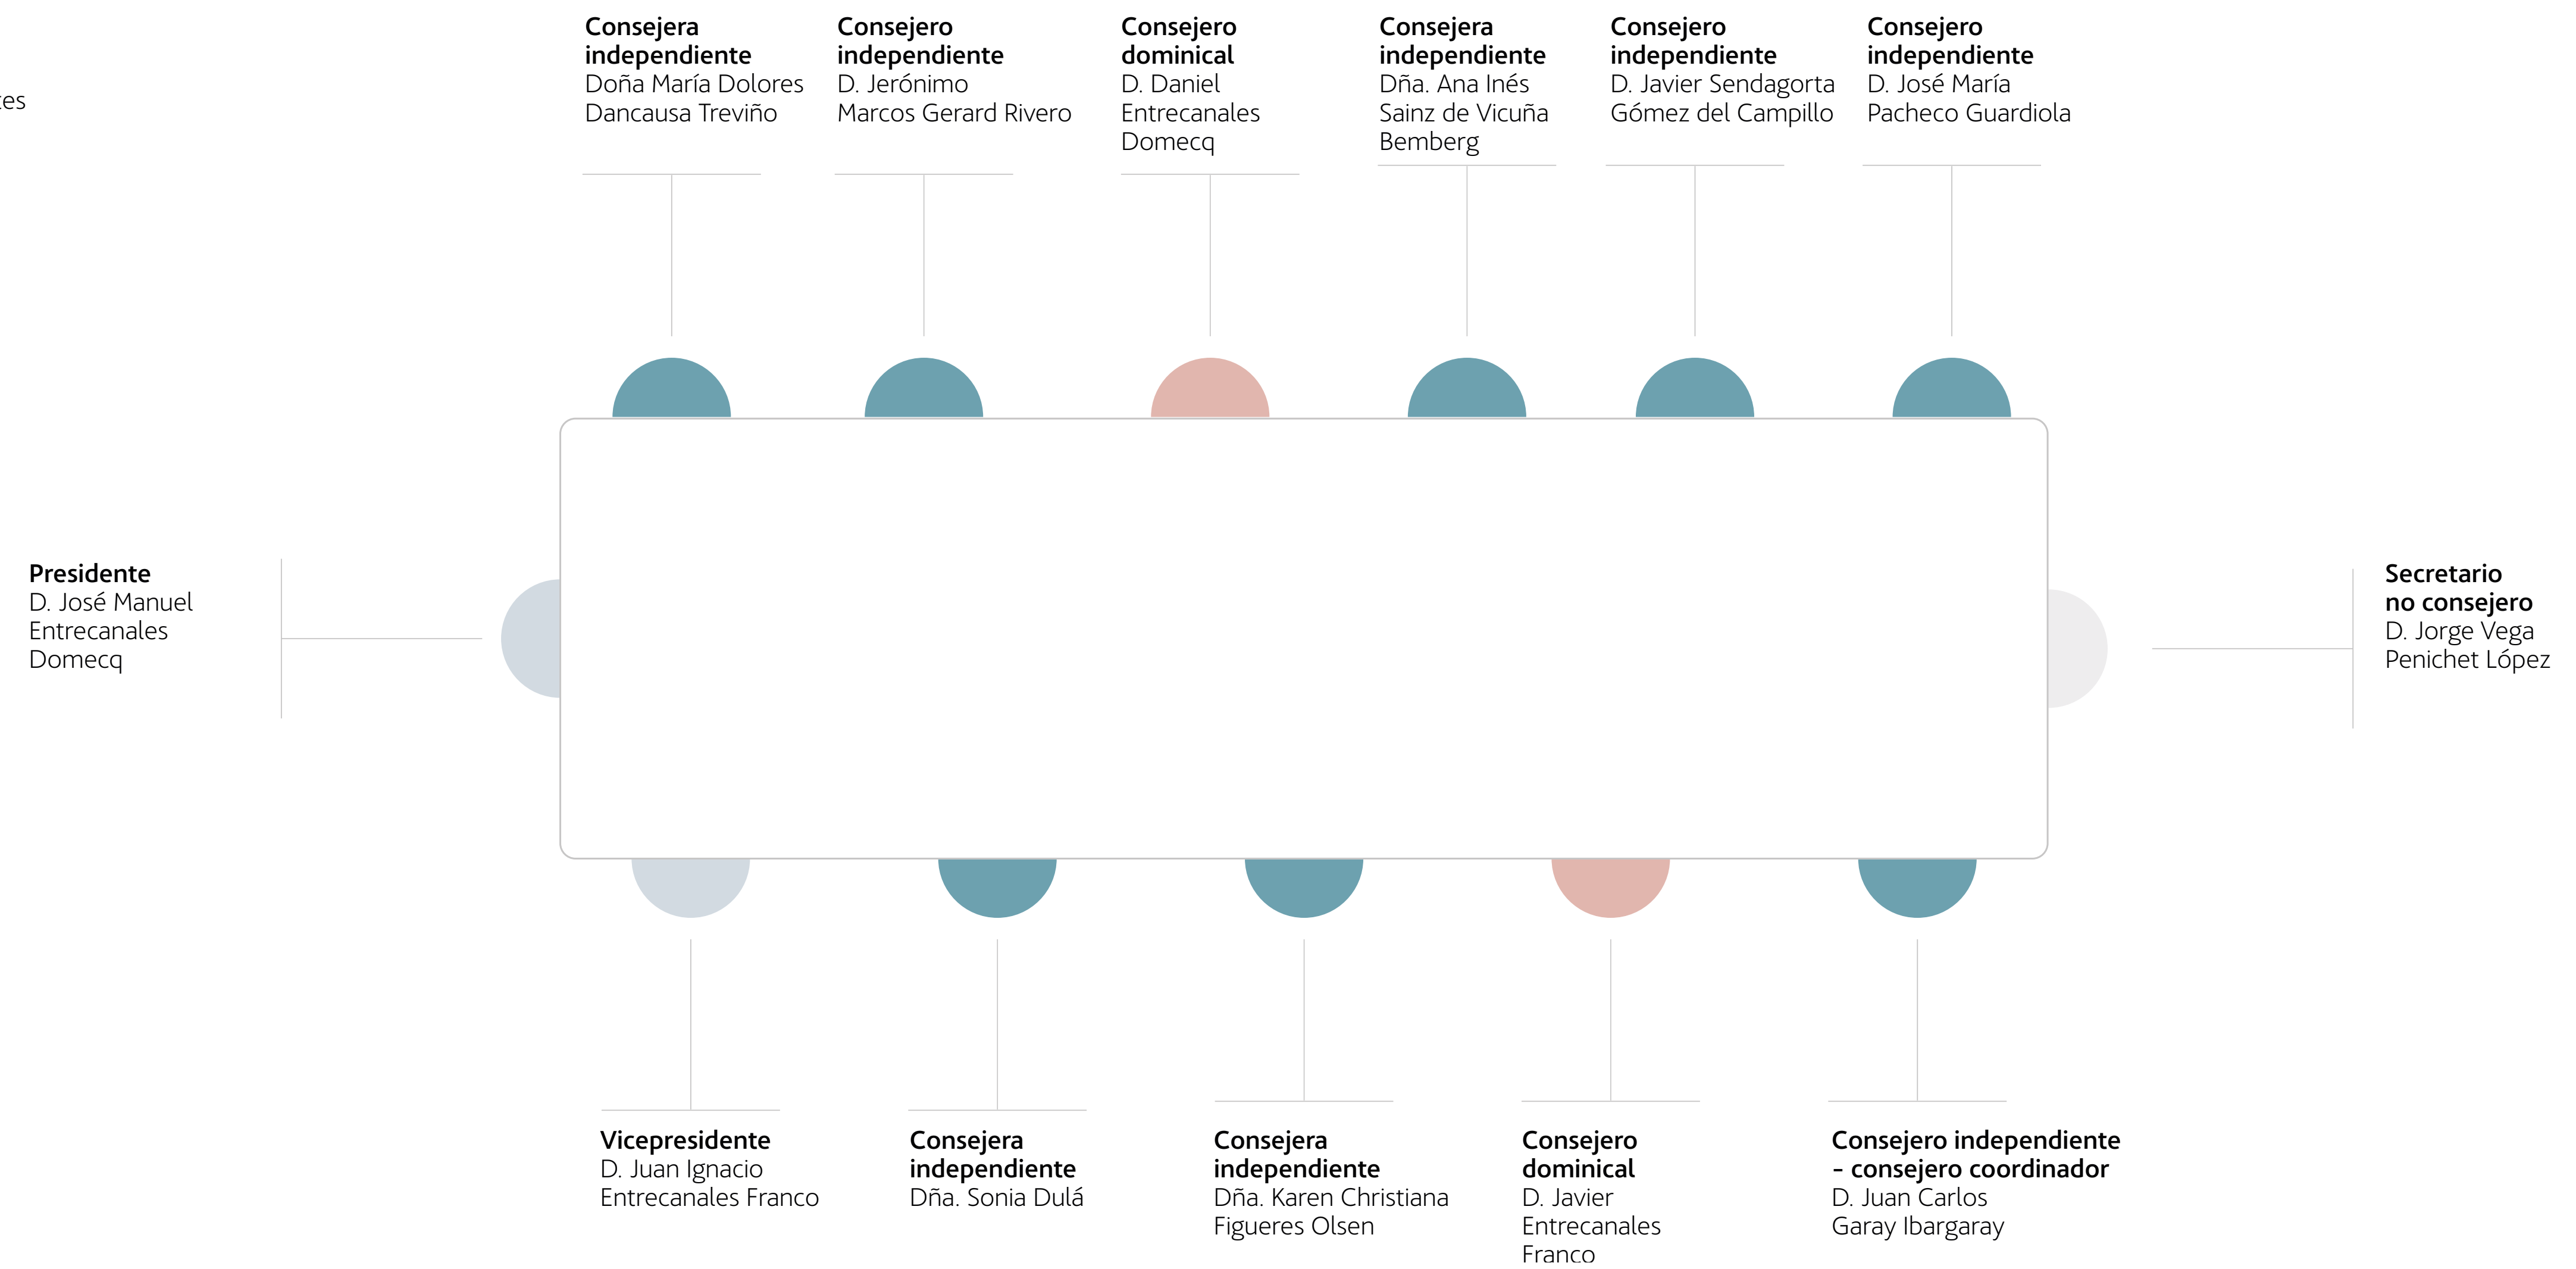 Consejera
independiente
Doña María Dolores
Dancausa Treviño
Consejero
independiente
D. Jerónimo
Marcos Gerard Rivero
Consejero
dominical
D. Daniel
Entrecanales
Domecq
Consejera
independiente
Dña. Ana Inés
Sainz de Vicuña
Bemberg
Consejero
independiente
D. Javier Sendagorta
Gómez del Campillo
Consejero
independiente
D. José María
Pacheco Guardiola
Presidente
D. José Manuel
Entrecanales
Domecq
Secretario
no consejero
D. Jorge Vega
Penichet López
Vicepresidente
D. Juan Ignacio
Entrecanales Franco
Consejera
independiente
Dña. Sonia Dulá
Consejera
independiente
Dña. Karen Christiana
Figueres Olsen
Consejero
dominical
D. Javier
Entrecanales
Franco
Consejero independiente
- consejero coordinador
D. Juan Carlos
Garay Ibargaray